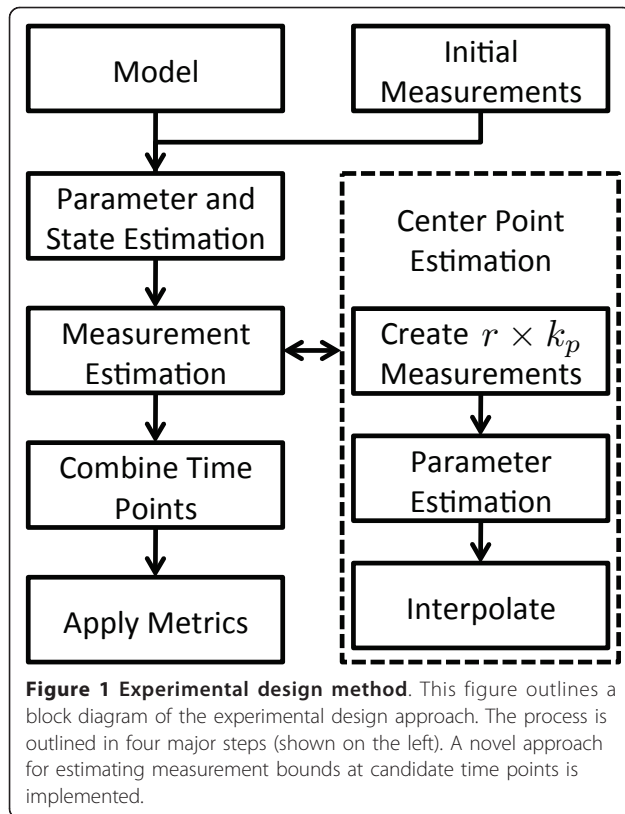 Model
Initial
Measurements
Parameter and
State Estimation
Center Point
Estimation
Measurement
Estimation
Create r × k_p
Measurements
Combine Time
Points
Parameter
Estimation
Apply Metrics
Interpolate
Figure 1 Experimental design method. This figure outlines a
block diagram of the experimental design approach. The process is
outlined in four major steps (shown on the left). A novel approach
for estimating measurement bounds at candidate time points is
implemented.